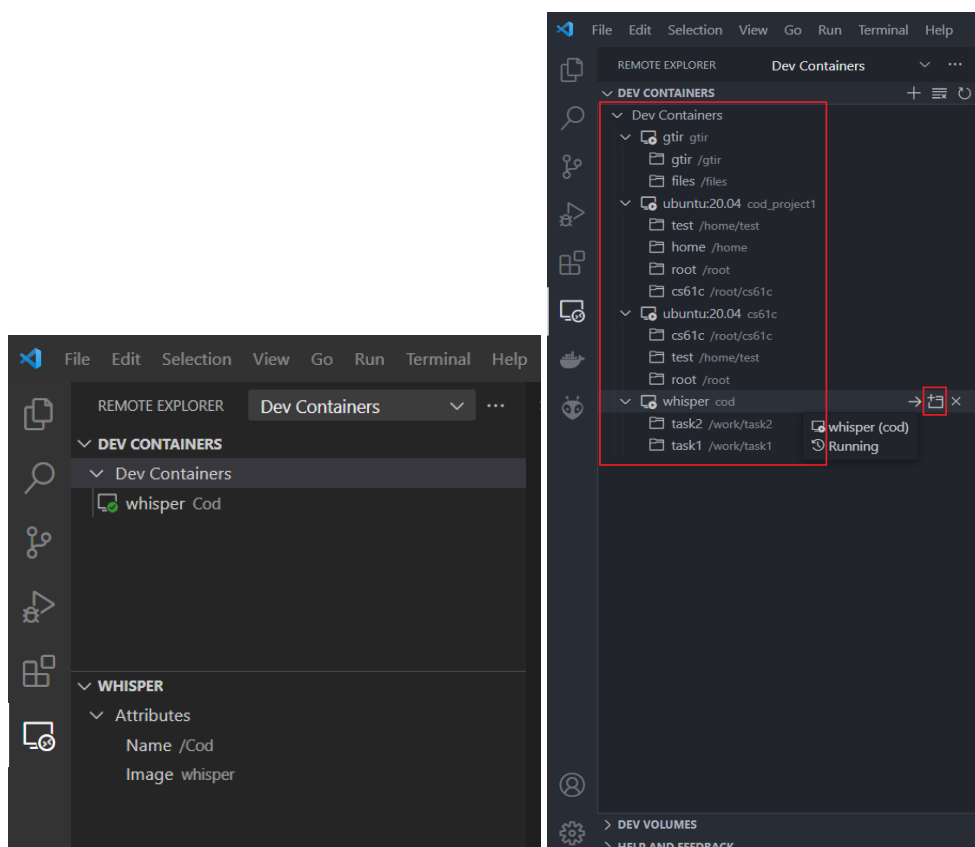 File Edit Selection View Go Run Terminal Help
REMOTE EXPLORER Dev Containers
DEV CONTAINERS
Dev Containers
whisper Cod
WHISPER
Attributes
Name /Cod
Image whisper
File Edit Selection View Go Run Terminal Help
REMOTE EXPLORER Dev Containers
DEV CONTAINERS
Dev Containers
gtir gtir
gtir /gtir
files /files
ubuntu:20.04 cod_project1
test /home/test
home /home
root /root
cs61c /root/cs61c
ubuntu:20.04 cs61c
cs61c /root/cs61c
test /home/test
root /root
whisper cod
task2 /work/task2
whisper (cod)
task1 /work/task1
Running
DEV VOLUMES
HELP AND FEEDBACK